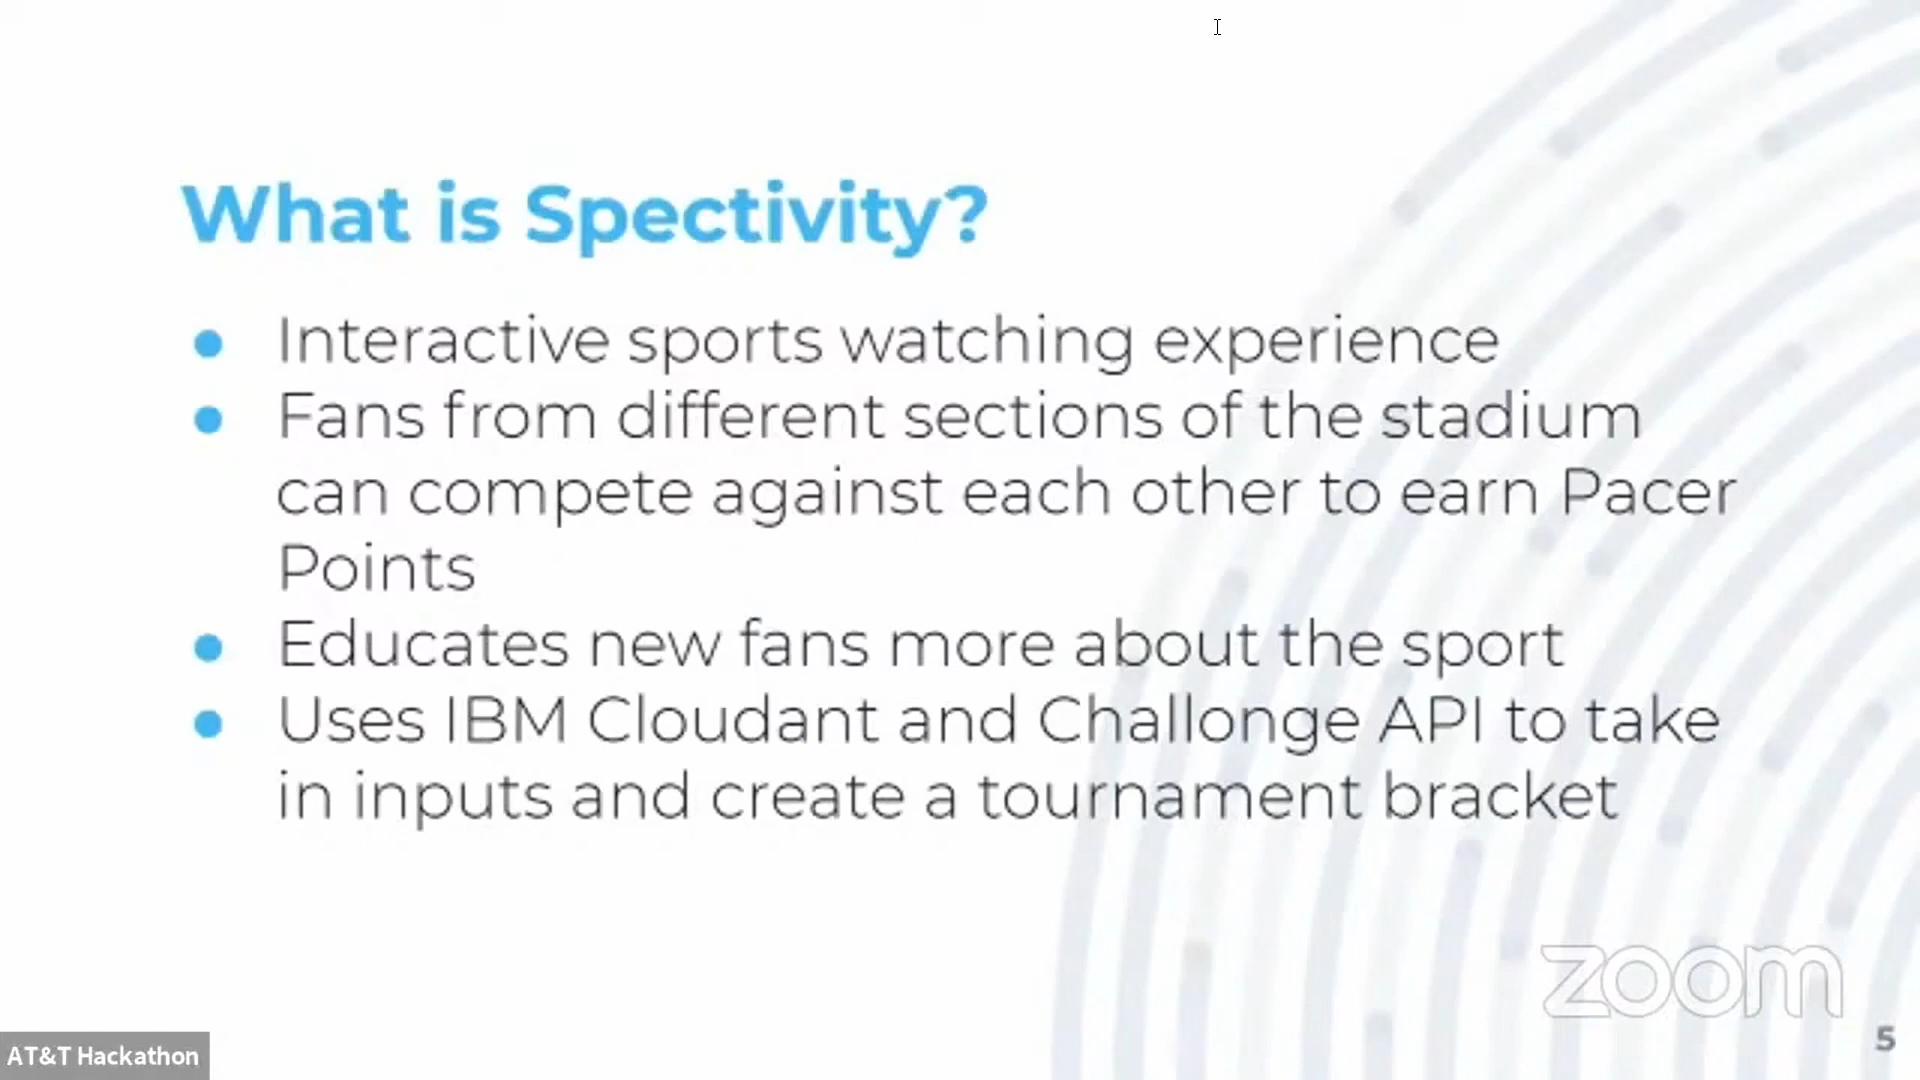 What is Spectivity?
● Interactive sports watching experience
● Fans from different sections of the stadium
can compete against each other to earn Pacer
Points
● Educates new fans more about the sport
● Uses IBM Cloudant and Challonge API to take
in inputs and create a tournament bracket
zoom
5
AT&T Hackathon